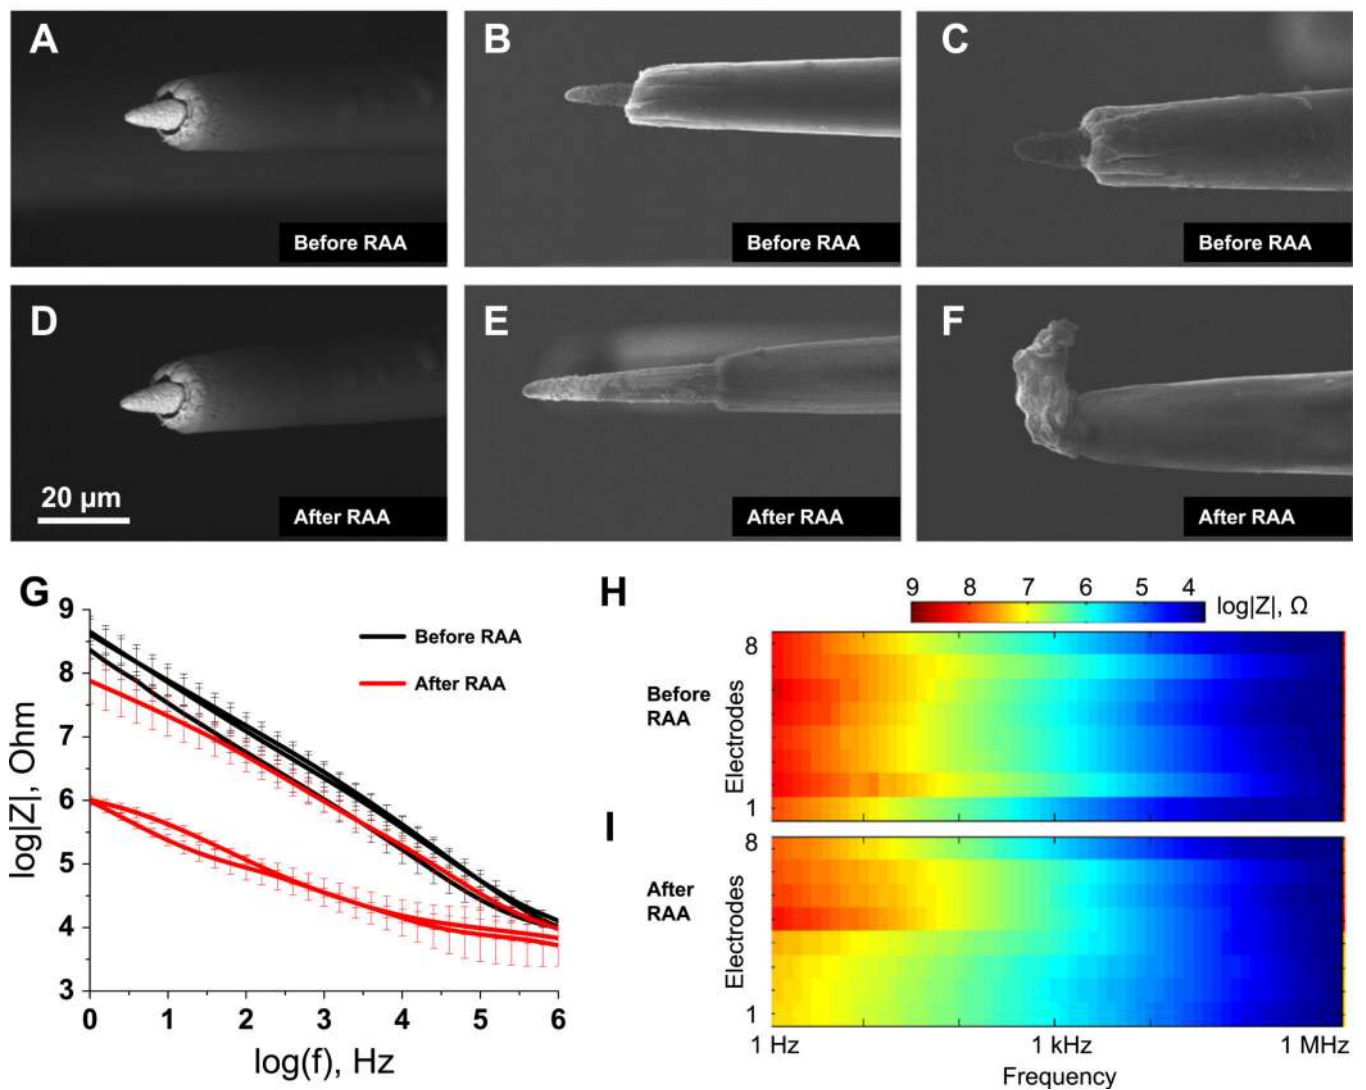 A
B
C
Before RAA
Before RAA
Before RAA
D
E
F
20 µm
After RAA
After RAA
After RAA
G
9
8
7
6
5
4
3
log|Z|, Ohm
Before RAA
After RAA
0 1 2 3 4 5 6
log(f), Hz
H
9 8 7 6 5 4
log|Z|, Ω
Before
RAA
Electrodes
8
1
I
After
RAA
Electrodes
8
1
1 Hz 1 kHz 1 MHz
Frequency